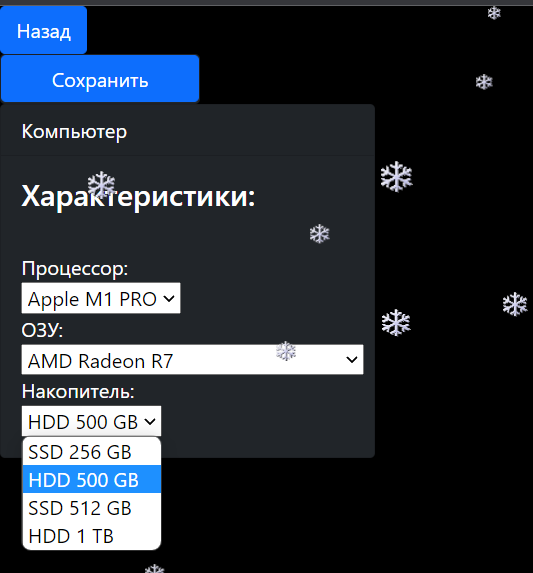 Назад
Сохранить
Компьютер
Характеристики:
Процессор:
Apple M1 PRO
ОЗУ:
AMD Radeon R7
Накопитель:
HDD 500 GB
SSD 256 GB
HDD 500 GB
SSD 512 GB
HDD 1 TB